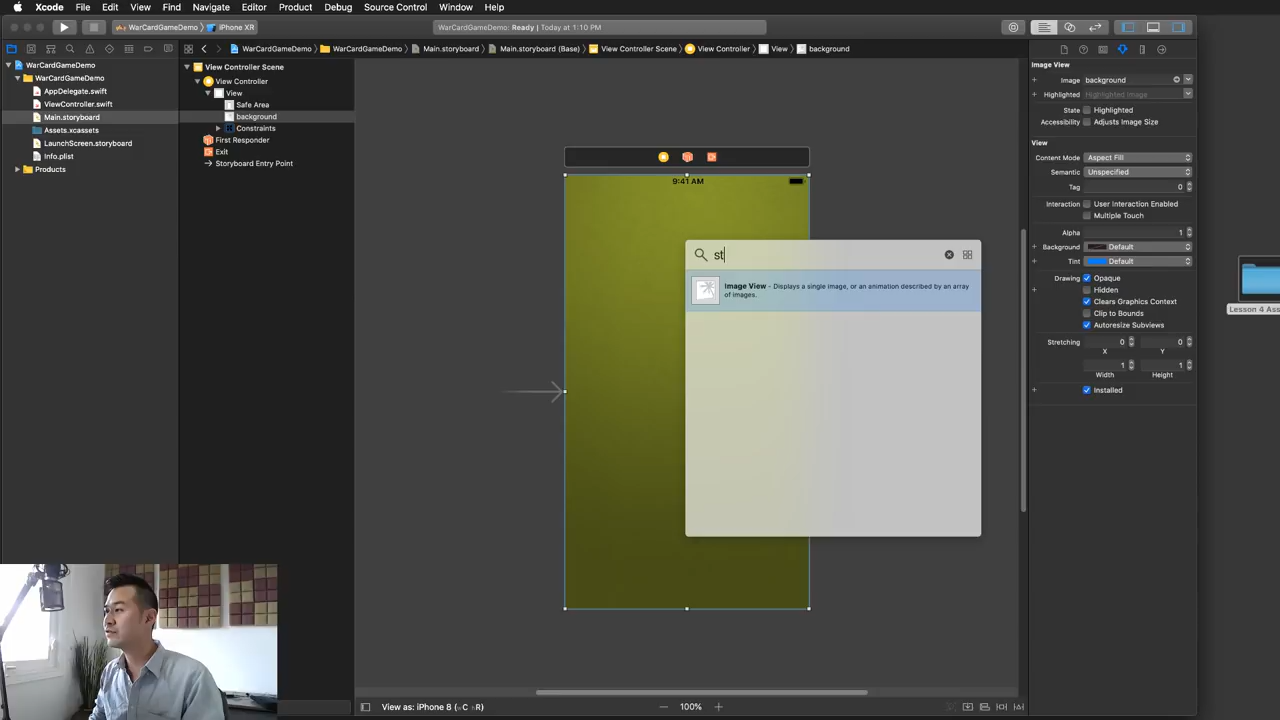 Xcode File Edit View Find Navigate Editor Product Debug Source Control Window Help
WarCardGameDemo iPhone XR
WarCardGameDemo: Ready | Today at 1:10 PM
WarCardGameDemo WarCardGameDemo Main.storyboard Main.storyboard (Base) View Controller Scene View Controller View background
WarCardGameDemo
WarCardGameDemo
AppDelegate.swift
ViewController.swift
Main.storyboard
Assets.xcassets
LaunchScreen.storyboard
Info.plist
Products
View Controller Scene
View Controller
View
Safe Area
background
Constraints
First Responder
Exit
Storyboard Entry Point
9:41 AM
st
Image View - Displays a single image, or an animation described by an array
of images.
Image View
Image background
Highlighted Highlighted Image
State Highlighted
Accessibility Adjusts Image Size
View
Content Mode Aspect Fill
Semantic Unspecified
Tag 0
Interaction User Interaction Enabled
Multiple Touch
Alpha 1
Background Default
Tint Default
Drawing Opaque
Hidden
Clears Graphics Context
Clip to Bounds
Autoresize Subviews
Stretching 0 0
X Y
1 1
Width Height
Installed
Lesson 4 Ass
View as: iPhone 8 (wC hR)
100%